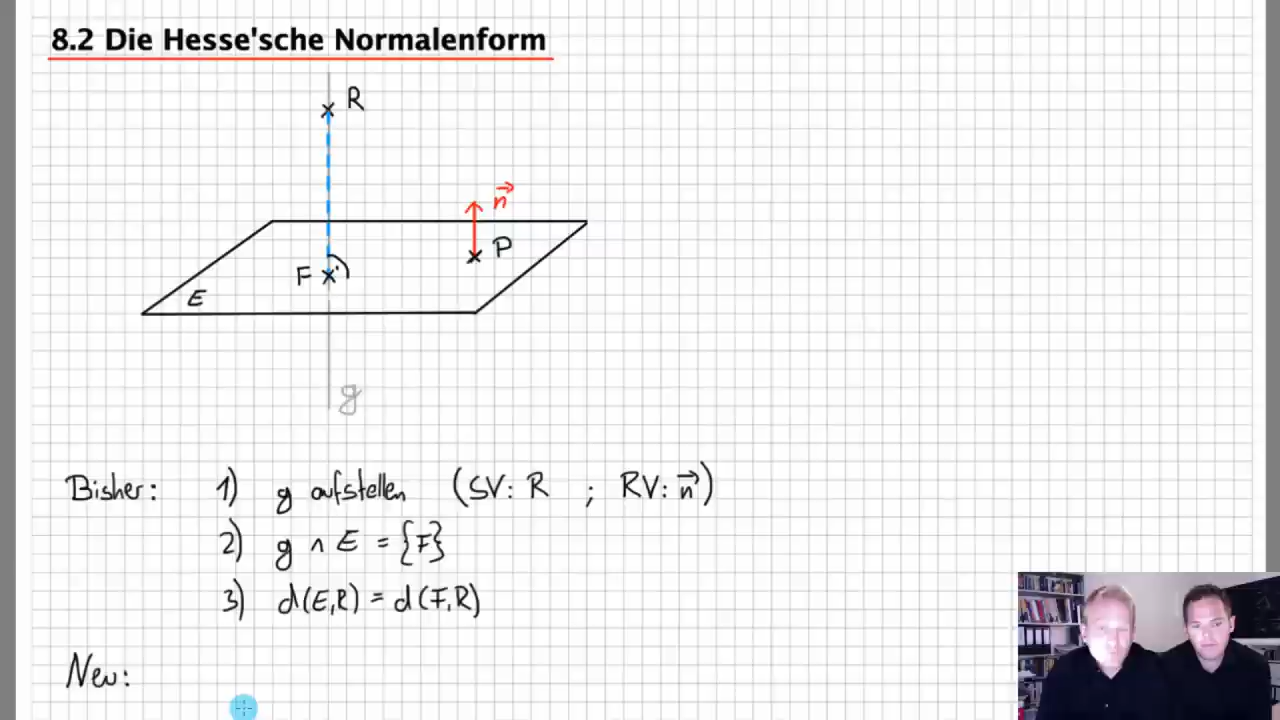 8.2 Die Hesse'sche Normalenform
R
n⃗
P
F
E
g
Bisher: 1) g aufstellen (SV: R ; RV: n⃗)
2) g ∩ E = {F}
3) d(E,R) = d(F,R)
Neu: